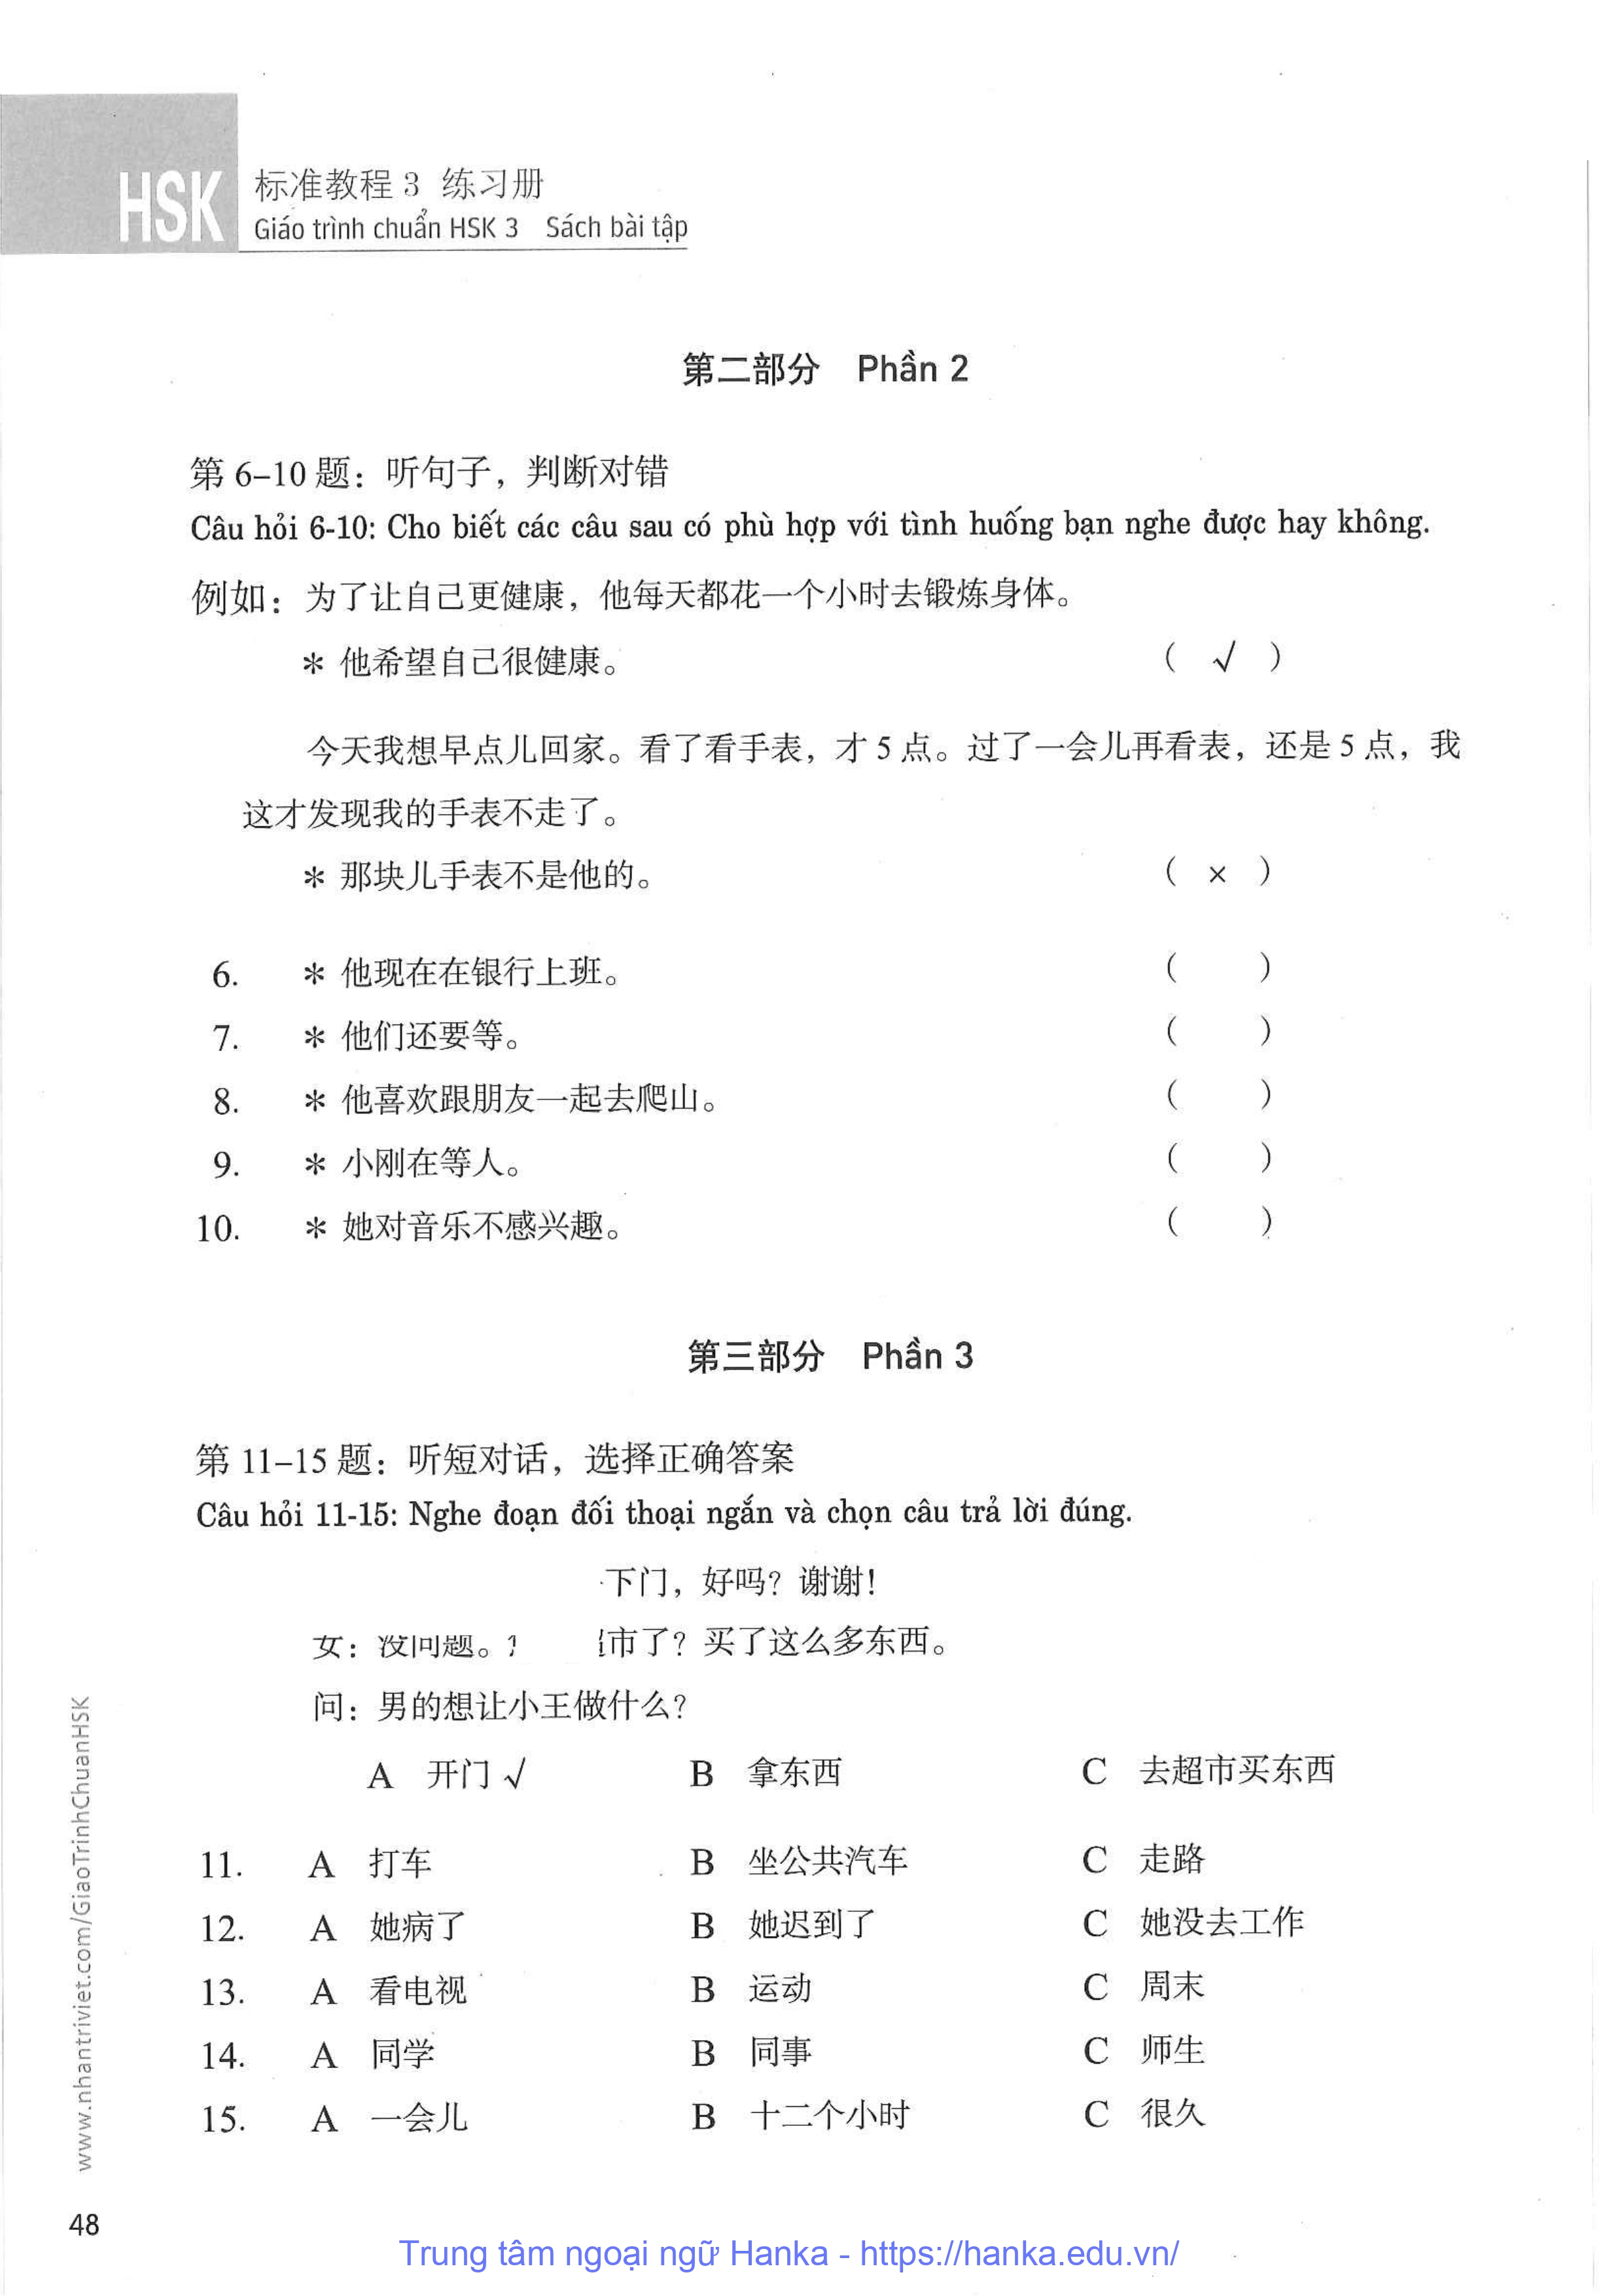 HSK
标准教程 3 练习册
Giáo trình chuẩn HSK 3 Sách bài tập
第二部分 Phần 2
第 6–10 题：听句子，判断对错
Câu hỏi 6-10: Cho biết các câu sau có phù hợp với tình huống bạn nghe được hay không.
例如：为了让自己更健康，他每天都花一个小时去锻炼身体。
＊ 他希望自己很健康。 （ √ ）
今天我想早点儿回家。看了看手表，才 5 点。过了一会儿再看表，还是 5 点，我
这才发现我的手表不走了。
＊ 那块儿手表不是他的。 （ × ）
6. ＊ 他现在在银行上班。 （ ）
7. ＊ 他们还要等。 （ ）
8. ＊ 他喜欢跟朋友一起去爬山。 （ ）
9. ＊ 小刚在等人。 （ ）
10. ＊ 她对音乐不感兴趣。 （ ）
第三部分 Phần 3
第 11–15 题：听短对话，选择正确答案
Câu hỏi 11-15: Nghe đoạn đối thoại ngắn và chọn câu trả lời đúng.
下门，好吗？谢谢！
女：没问题。 市了？买了这么多东西。
问：男的想让小王做什么？
A 开门 √ B 拿东西 C 去超市买东西
11. A 打车 B 坐公共汽车 C 走路
12. A 她病了 B 她迟到了 C 她没去工作
13. A 看电视 B 运动 C 周末
14. A 同学 B 同事 C 师生
15. A 一会儿 B 十二个小时 C 很久
www.nhantriviet.com/GiaoTrinhChuanHSK
48
Trung tâm ngoại ngữ Hanka - https://hanka.edu.vn/